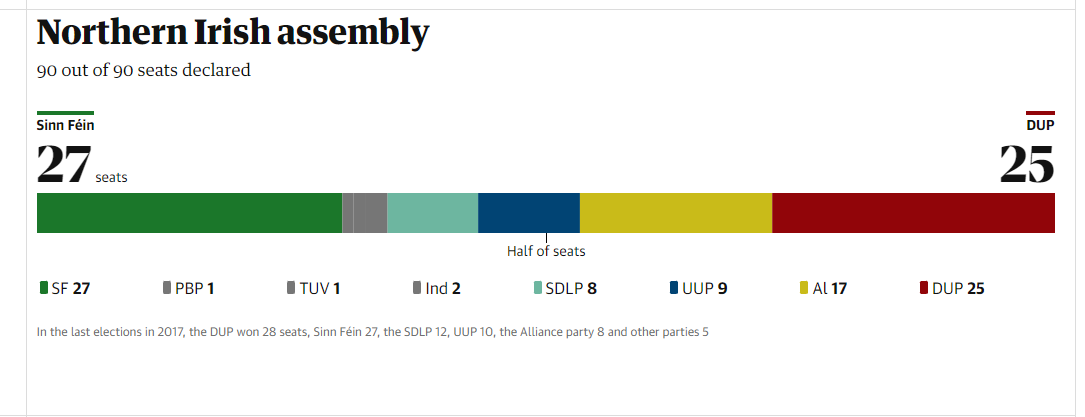 Northern Irish assembly
90 out of 90 seats declared
Sinn Féin
DUP
27 seats
25
Half of seats
SF 27
PBP 1
TUV 1
Ind 2
SDLP 8
UUP 9
Al 17
DUP 25
In the last elections in 2017, the DUP won 28 seats, Sinn Féin 27, the SDLP 12, UUP 10, the Alliance party 8 and other parties 5